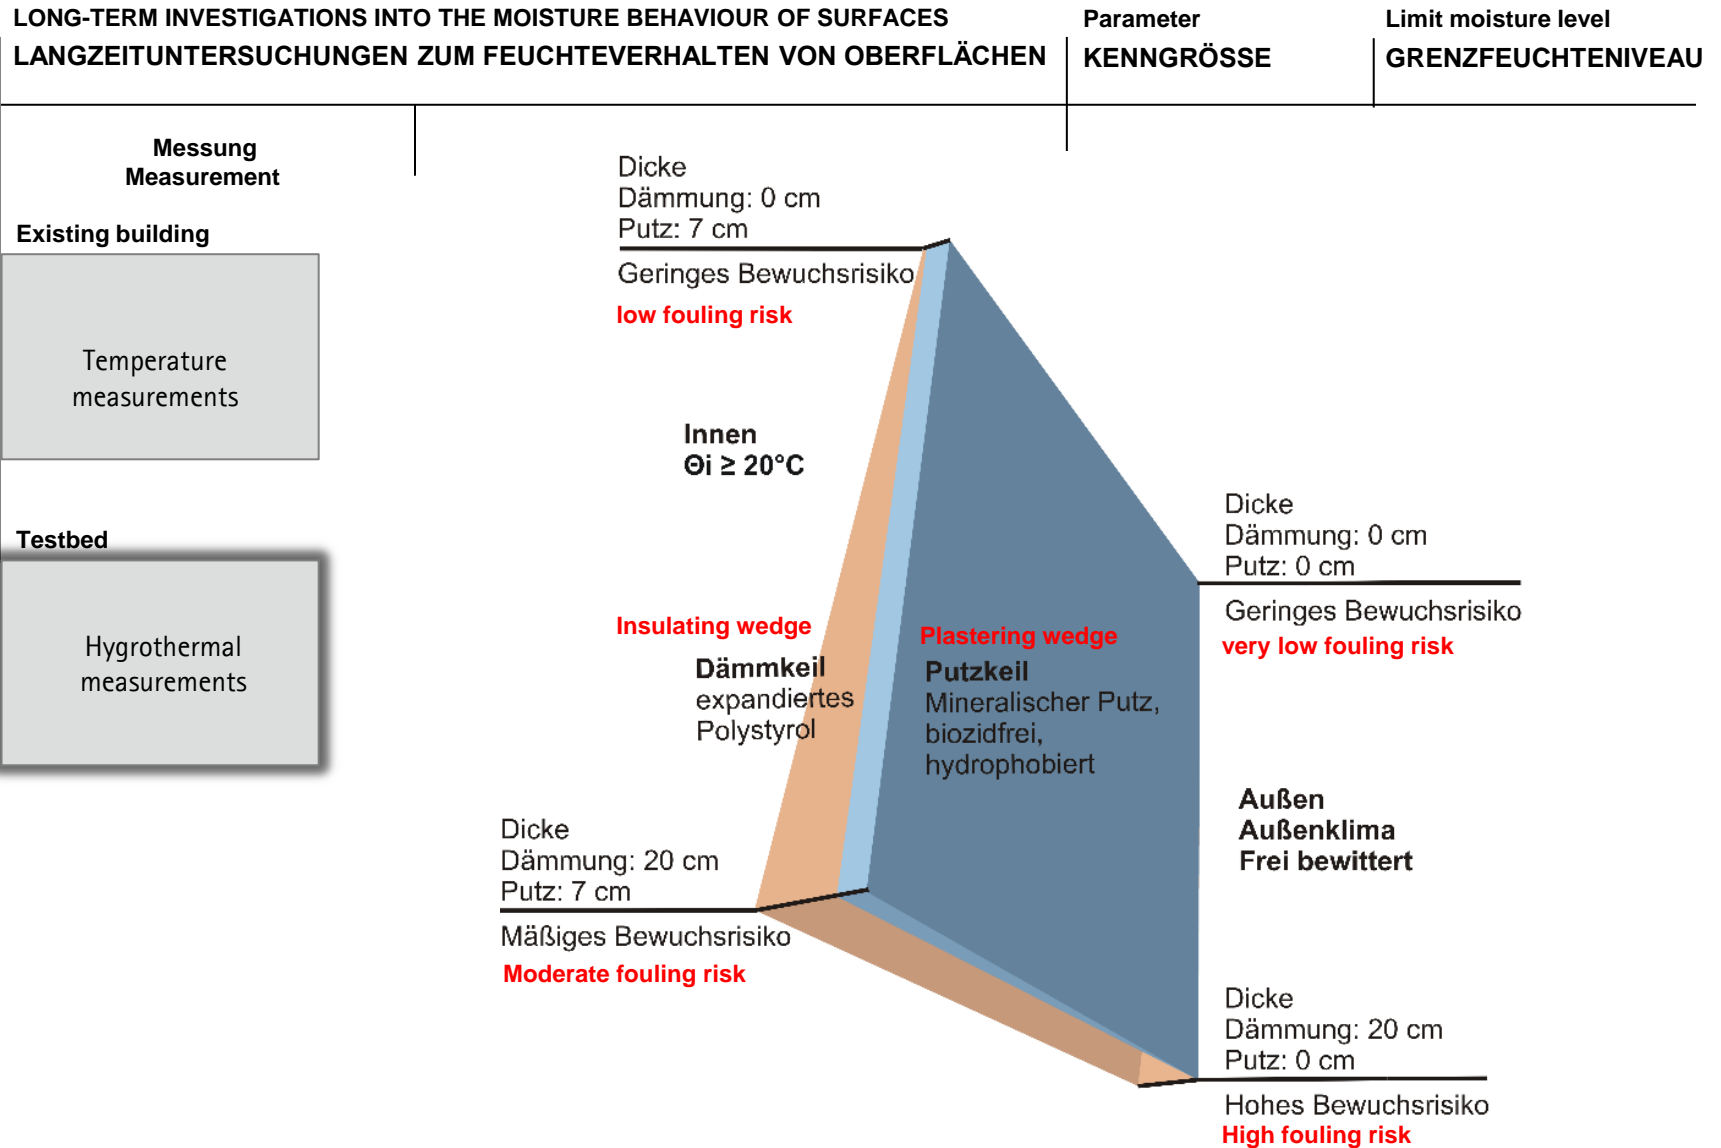 LONG-TERM INVESTIGATIONS INTO THE MOISTURE BEHAVIOUR OF SURFACES
LANGZEITUNTERSUCHUNGEN ZUM FEUCHTEVERHALTEN VON OBERFLÄCHEN
Parameter
KENNGRÖSSE
Limit moisture level
GRENZFEUCHTENIVEAU
Messung
Measurement
Existing building
Temperature
measurements
Testbed
Hygrothermal
measurements
Dicke
Dämmung: 0 cm
Putz: 7 cm
Geringes Bewuchsrisiko
low fouling risk
Innen
Θi ≥ 20°C
Insulating wedge
Dämmkeil
expandiertes
Polystyrol
Plastering wedge
Putzkeil
Mineralischer Putz,
biozidfrei,
hydrophobiert
Dicke
Dämmung: 0 cm
Putz: 0 cm
Geringes Bewuchsrisiko
very low fouling risk
Außen
Außenklima
Frei bewittert
Dicke
Dämmung: 20 cm
Putz: 7 cm
Mäßiges Bewuchsrisiko
Moderate fouling risk
Dicke
Dämmung: 20 cm
Putz: 0 cm
Hohes Bewuchsrisiko
High fouling risk